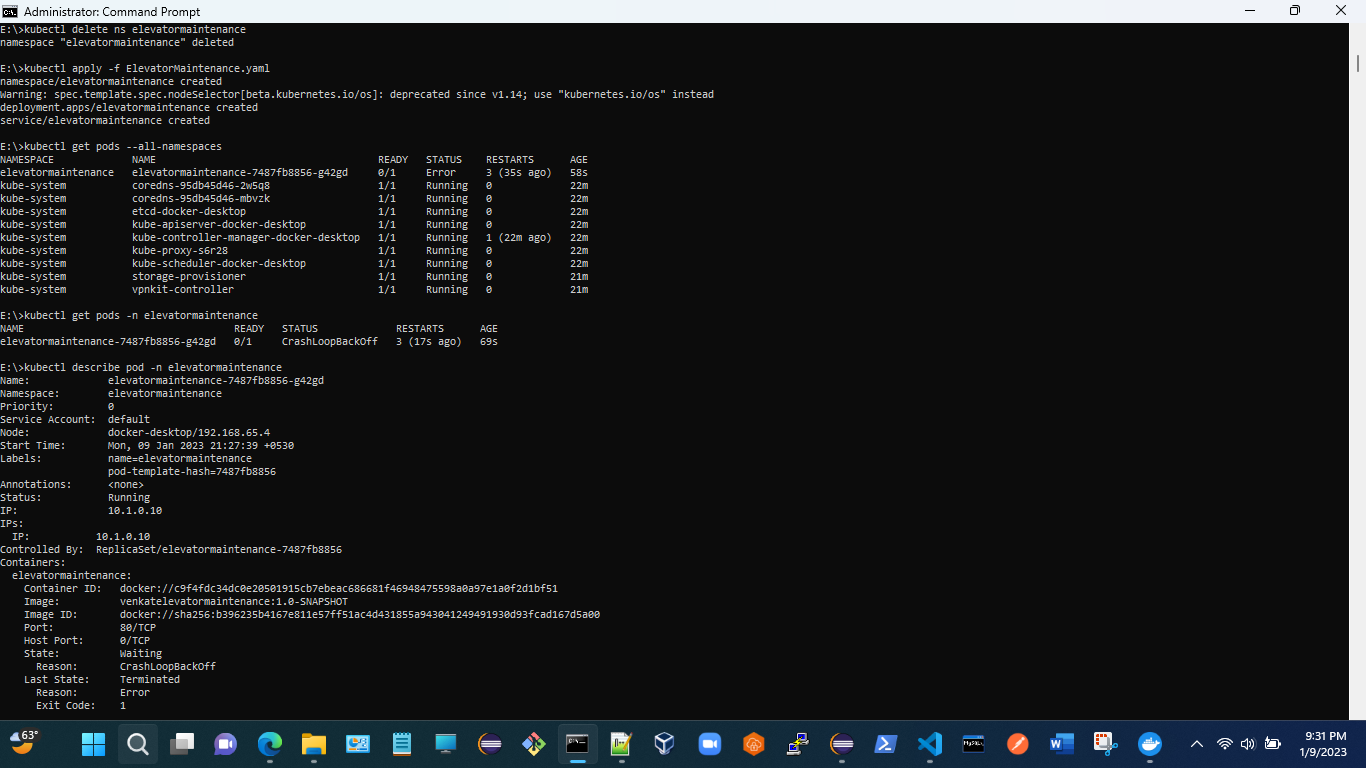 Administrator: Command Prompt
E:\>kubectl delete ns elevatormaintenance
namespace "elevatormaintenance" deleted
E:\>kubectl apply -f ElevatorMaintenance.yaml
namespace/elevatormaintenance created
Warning: spec.template.spec.nodeSelector[beta.kubernetes.io/os]: deprecated since v1.14; use "kubernetes.io/os" instead
deployment.apps/elevatormaintenance created
service/elevatormaintenance created
E:\>kubectl get pods --all-namespaces
NAMESPACE NAME READY STATUS RESTARTS AGE
elevatormaintenance elevatormaintenance-7487fb8856-g42gd 0/1 Error 3 (35s ago) 58s
kube-system coredns-95db45d46-2w5q8 1/1 Running 0 22m
kube-system coredns-95db45d46-mbvzk 1/1 Running 0 22m
kube-system etcd-docker-desktop 1/1 Running 0 22m
kube-system kube-apiserver-docker-desktop 1/1 Running 0 22m
kube-system kube-controller-manager-docker-desktop 1/1 Running 1 (22m ago) 22m
kube-system kube-proxy-s6r28 1/1 Running 0 22m
kube-system kube-scheduler-docker-desktop 1/1 Running 0 22m
kube-system storage-provisioner 1/1 Running 0 21m
kube-system vpnkit-controller 1/1 Running 0 21m
E:\>kubectl get pods -n elevatormaintenance
NAME READY STATUS RESTARTS AGE
elevatormaintenance-7487fb8856-g42gd 0/1 CrashLoopBackOff 3 (17s ago) 69s
E:\>kubectl describe pod -n elevatormaintenance
Name: elevatormaintenance-7487fb8856-g42gd
Namespace: elevatormaintenance
Priority: 0
Service Account: default
Node: docker-desktop/192.168.65.4
Start Time: Mon, 09 Jan 2023 21:27:39 +0530
Labels: name=elevatormaintenance
pod-template-hash=7487fb8856
Annotations: <none>
Status: Running
IP: 10.1.0.10
IPs:
IP: 10.1.0.10
Controlled By: ReplicaSet/elevatormaintenance-7487fb8856
Containers:
elevatormaintenance:
Container ID: docker://c9f4fdc34dc0e20501915cb7ebeac686681f46948475598a0a97e1a0f2d1bf51
Image: venkatelevatormaintenance:1.0-SNAPSHOT
Image ID: docker://sha256:b396235b4167e811e57ff51ac4d431855a943041249491930d93fcad167d5a00
Port: 80/TCP
Host Port: 0/TCP
State: Waiting
Reason: CrashLoopBackOff
Last State: Terminated
Reason: Error
Exit Code: 1
63°
MySQL
9:31 PM
1/9/2023